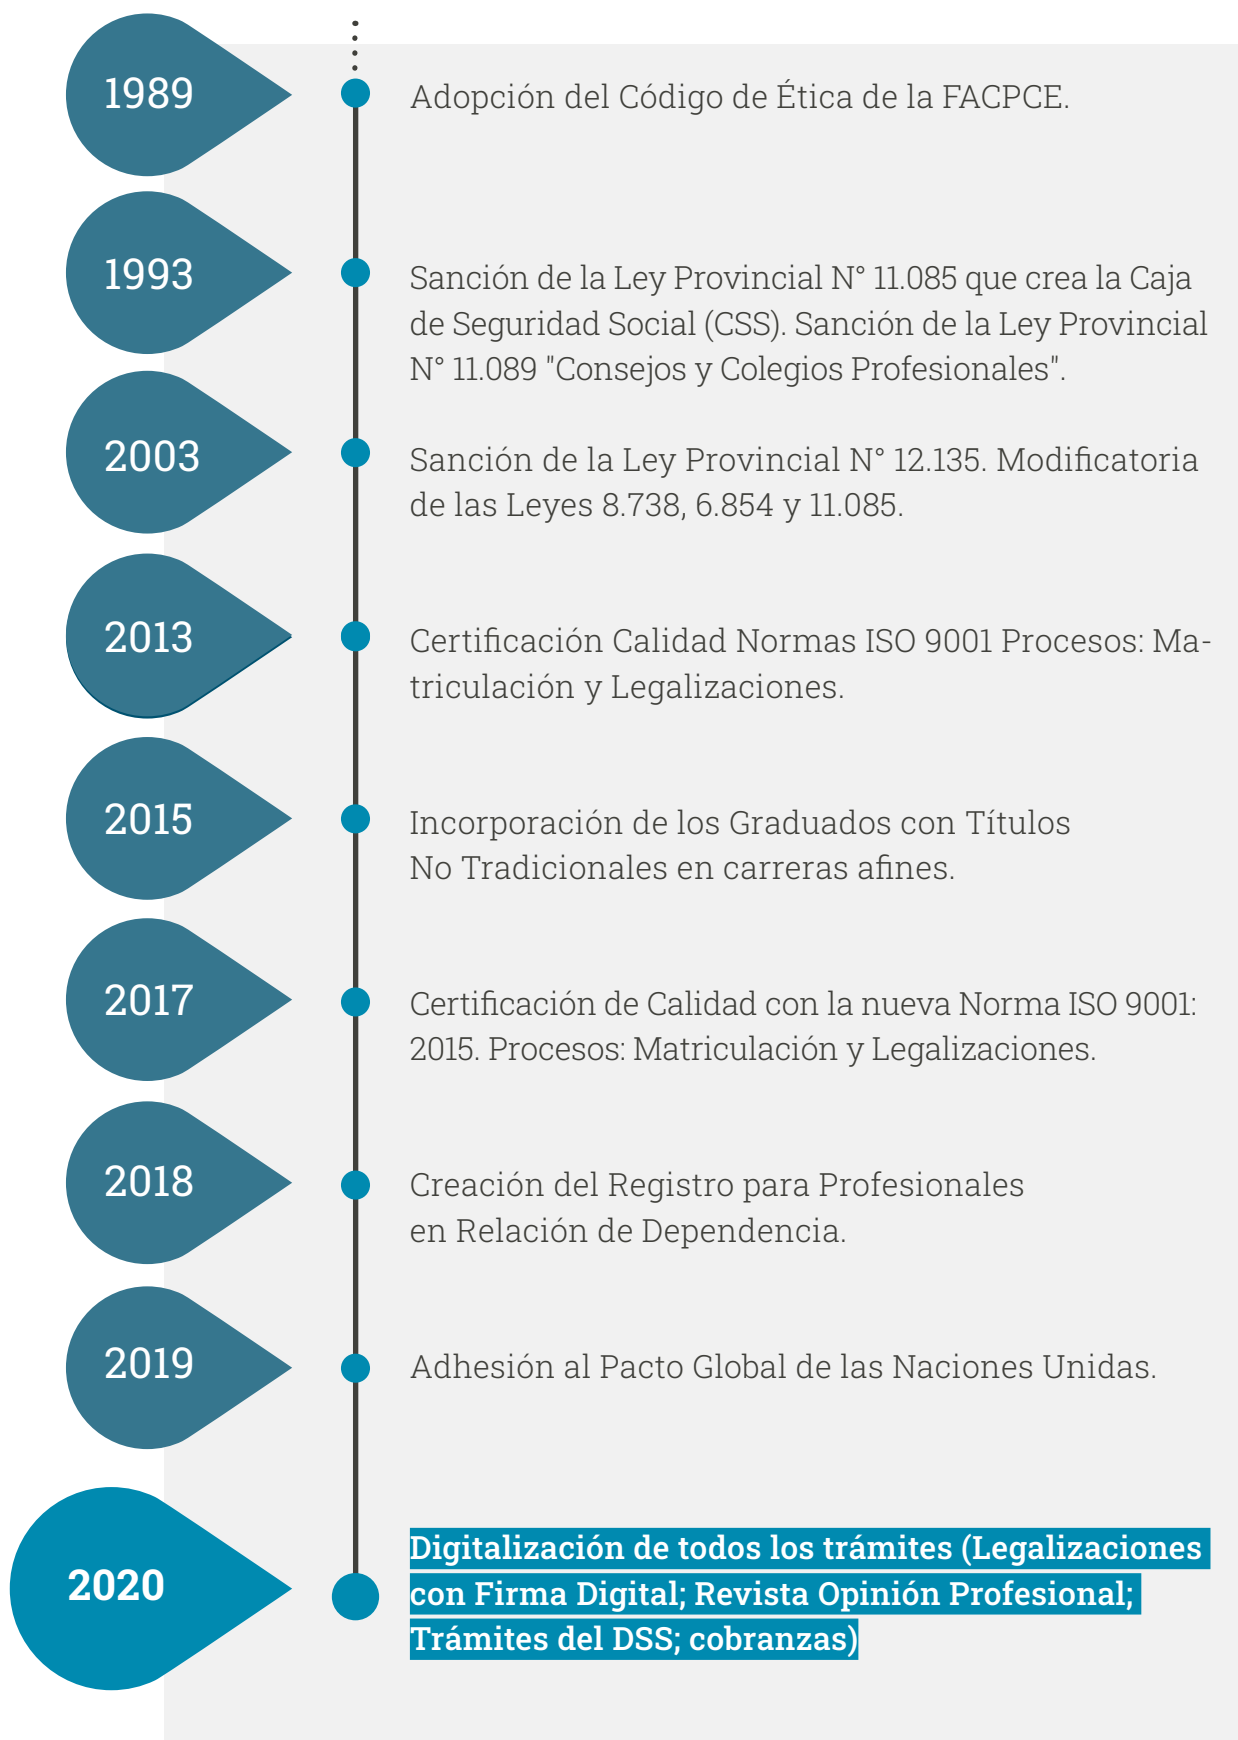 1989
Adopción del Código de Ética de la FACPCE.
1993
Sanción de la Ley Provincial N° 11.085 que crea la Caja
de Seguridad Social (CSS). Sanción de la Ley Provincial
N° 11.089 "Consejos y Colegios Profesionales".
2003
Sanción de la Ley Provincial N° 12.135. Modificatoria
de las Leyes 8.738, 6.854 y 11.085.
2013
Certificación Calidad Normas ISO 9001 Procesos: Ma-
triculación y Legalizaciones.
2015
Incorporación de los Graduados con Títulos
No Tradicionales en carreras afines.
2017
Certificación de Calidad con la nueva Norma ISO 9001:
2015. Procesos: Matriculación y Legalizaciones.
2018
Creación del Registro para Profesionales
en Relación de Dependencia.
2019
Adhesión al Pacto Global de las Naciones Unidas.
2020
Digitalización de todos los trámites (Legalizaciones
con Firma Digital; Revista Opinión Profesional;
Trámites del DSS; cobranzas)